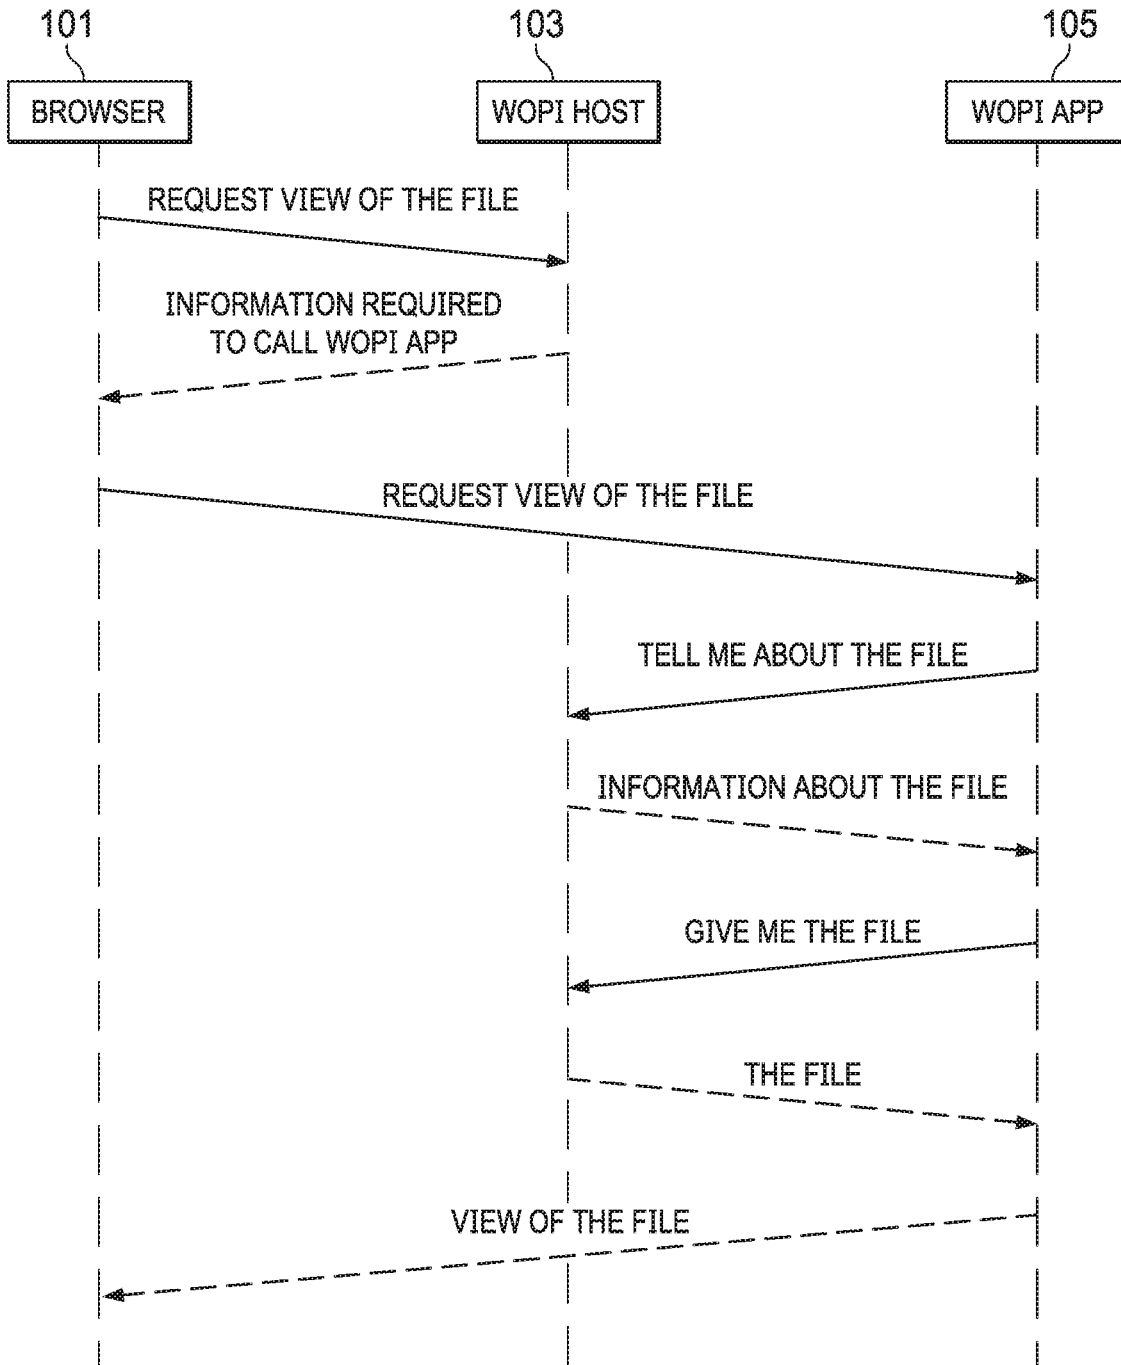 101
103
105
BROWSER
WOPI HOST
WOPI APP
REQUEST VIEW OF THE FILE
INFORMATION REQUIRED
TO CALL WOPI APP
REQUEST VIEW OF THE FILE
TELL ME ABOUT THE FILE
INFORMATION ABOUT THE FILE
GIVE ME THE FILE
THE FILE
VIEW OF THE FILE